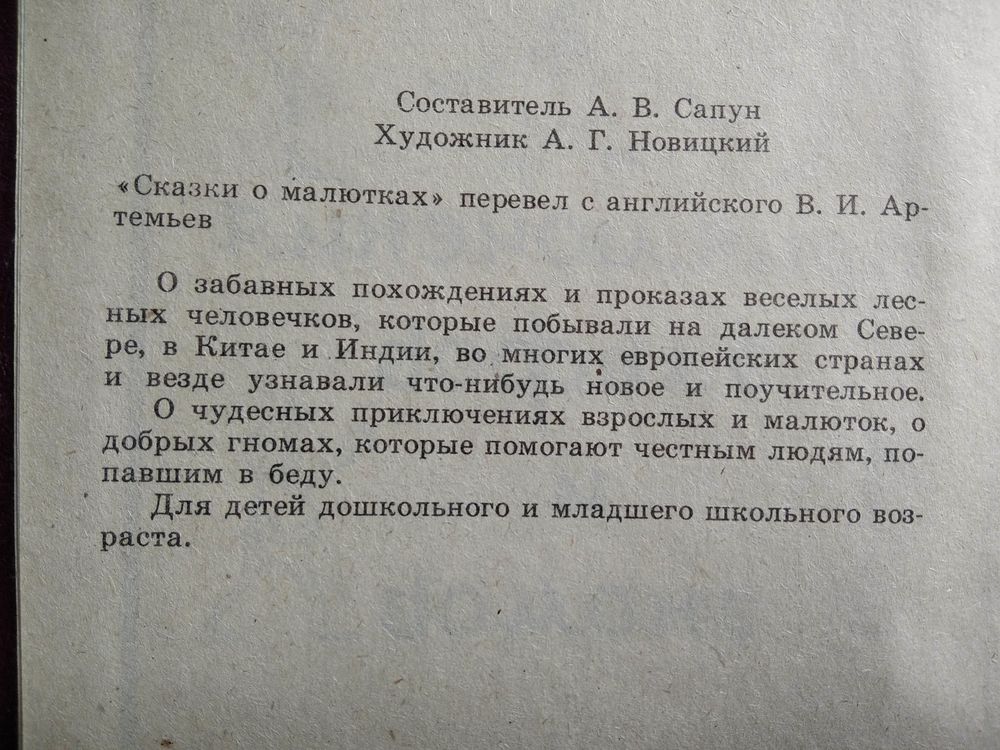 Составитель А. В. Сапун
Художник А. Г. Новицкий
«Сказки о малютках» перевел с английского В. И. Ар-
темьев
О забавных похождениях и проказах веселых лес-
ных человечков, которые побывали на далеком Севе-
ре, в Китае и Индии, во многих европейских странах
и везде узнавали что-нибудь новое и поучительное.
О чудесных приключениях взрослых и малюток, о
добрых гномах, которые помогают честным людям, по-
павшим в беду.
Для детей дошкольного и младшего школьного воз-
раста.